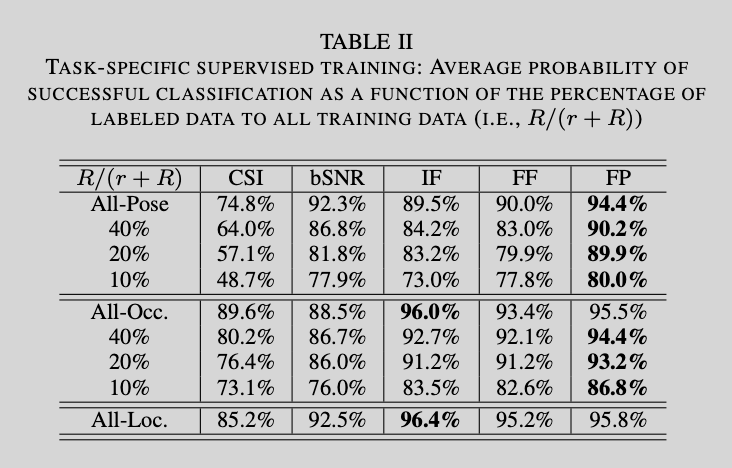 TABLE II
TASK-SPECIFIC SUPERVISED TRAINING: AVERAGE PROBABILITY OF
SUCCESSFUL CLASSIFICATION AS A FUNCTION OF THE PERCENTAGE OF
LABELED DATA TO ALL TRAINING DATA (I.E., R/(r + R))
R/(r + R) CSI bSNR IF FF FP
All-Pose 74.8% 92.3% 89.5% 90.0% 94.4%
40% 64.0% 86.8% 84.2% 83.0% 90.2%
20% 57.1% 81.8% 83.2% 79.9% 89.9%
10% 48.7% 77.9% 73.0% 77.8% 80.0%
All-Occ. 89.6% 88.5% 96.0% 93.4% 95.5%
40% 80.2% 86.7% 92.7% 92.1% 94.4%
20% 76.4% 86.0% 91.2% 91.2% 93.2%
10% 73.1% 76.0% 83.5% 82.6% 86.8%
All-Loc. 85.2% 92.5% 96.4% 95.2% 95.8%